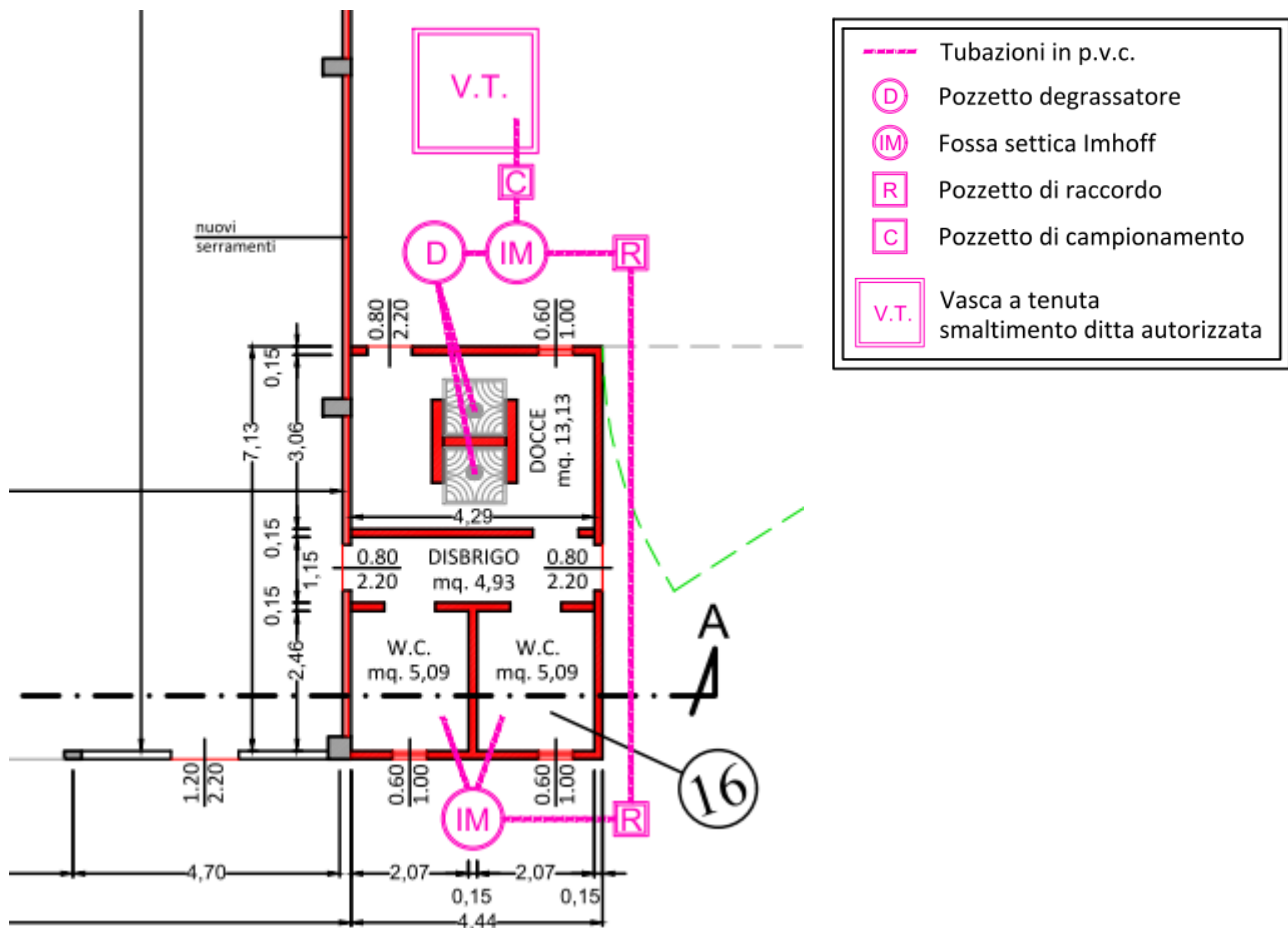 V.T.
C
D
IM
R
nuovi
serramenti
0.80
2.20
0.60
1.00
0,15
7,13
3,06
DOCCE
mq. 13,13
4,29
0,15
1,15
0,15
0.80
2.20
DISBRIGO
mq. 4,93
0.80
2.20
W.C.
mq. 5,09
W.C.
mq. 5,09
2,46
A
16
1.20
2.20
0.60
1.00
0.60
1.00
IM
R
4,70
2,07
2,07
0,15
0,15
4,44
Tubazioni in p.v.c.
D
Pozzetto degrassatore
IM
Fossa settica Imhoff
R
Pozzetto di raccordo
C
Pozzetto di campionamento
V.T.
Vasca a tenuta
smaltimento ditta autorizzata